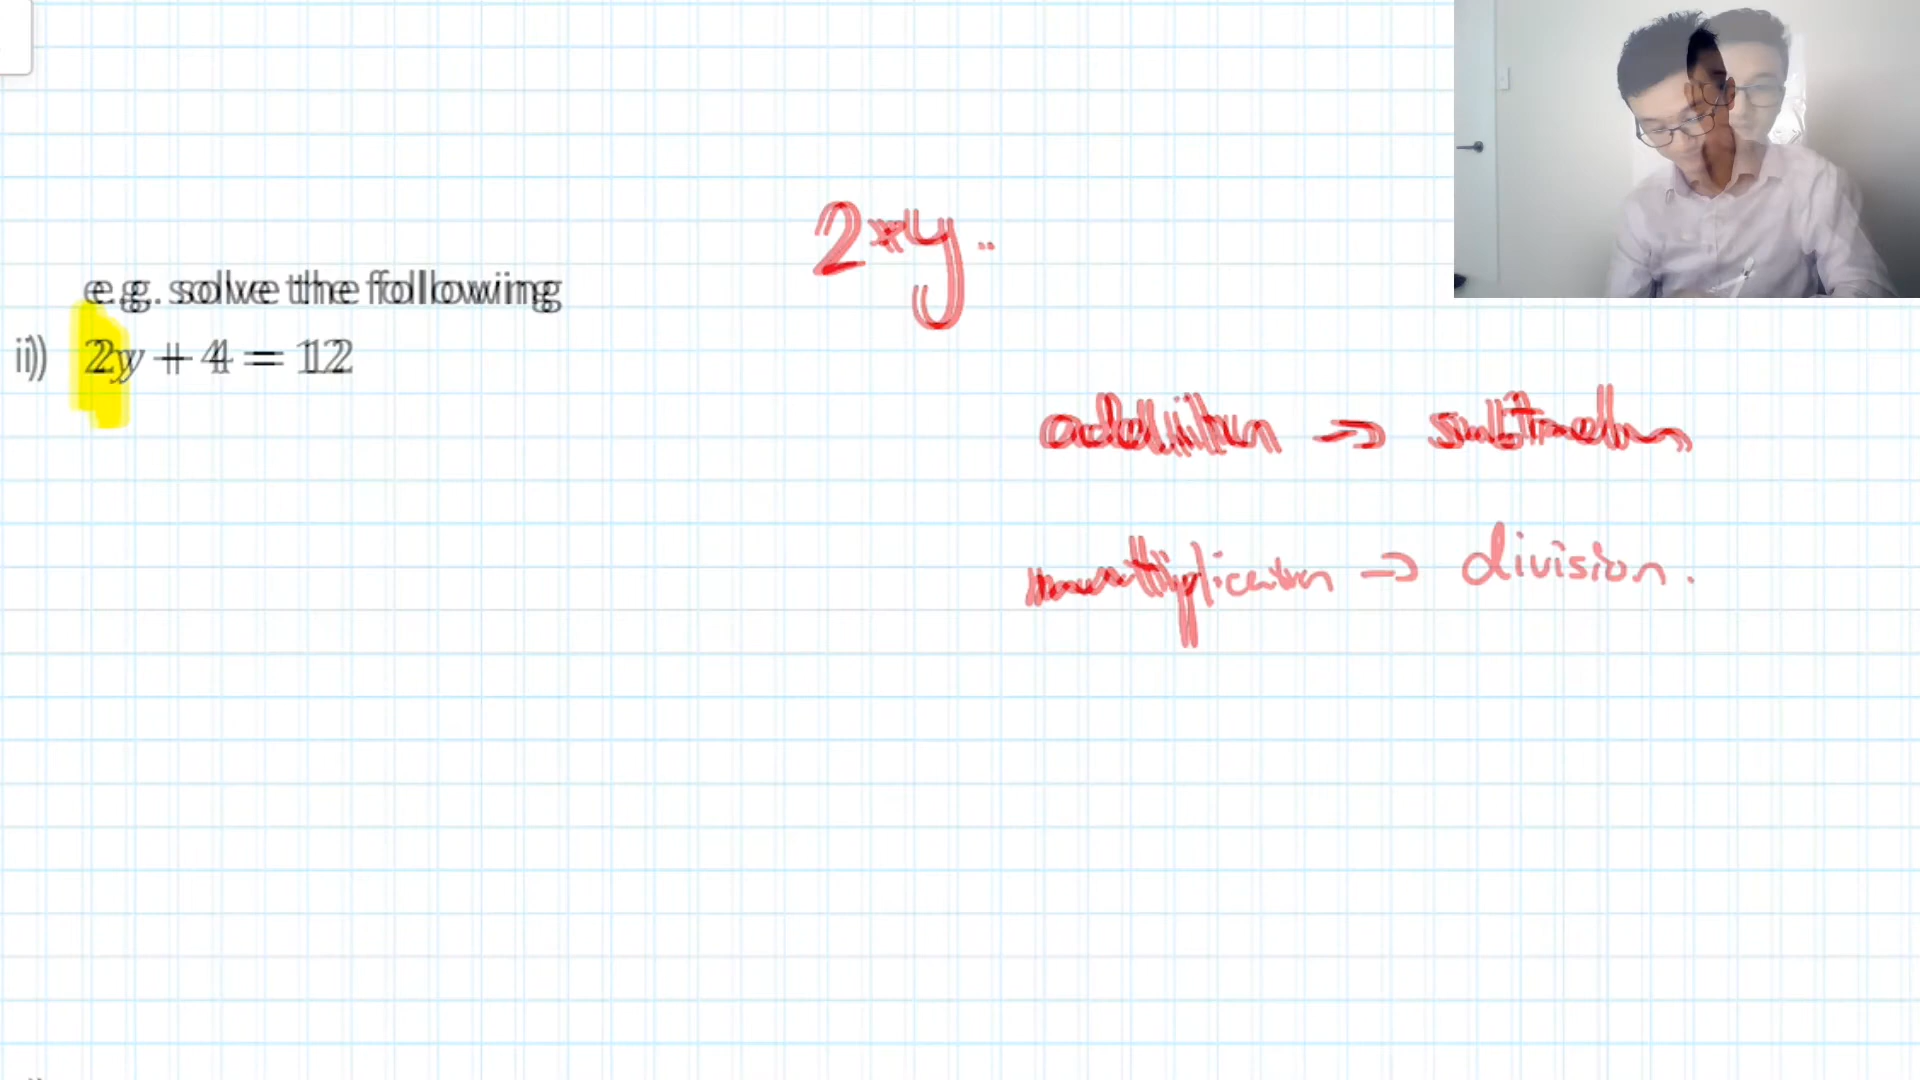 2×y.
e.g. solve the following
ii) 2y + 4 = 12
addition → subtraction
multiplication → division.